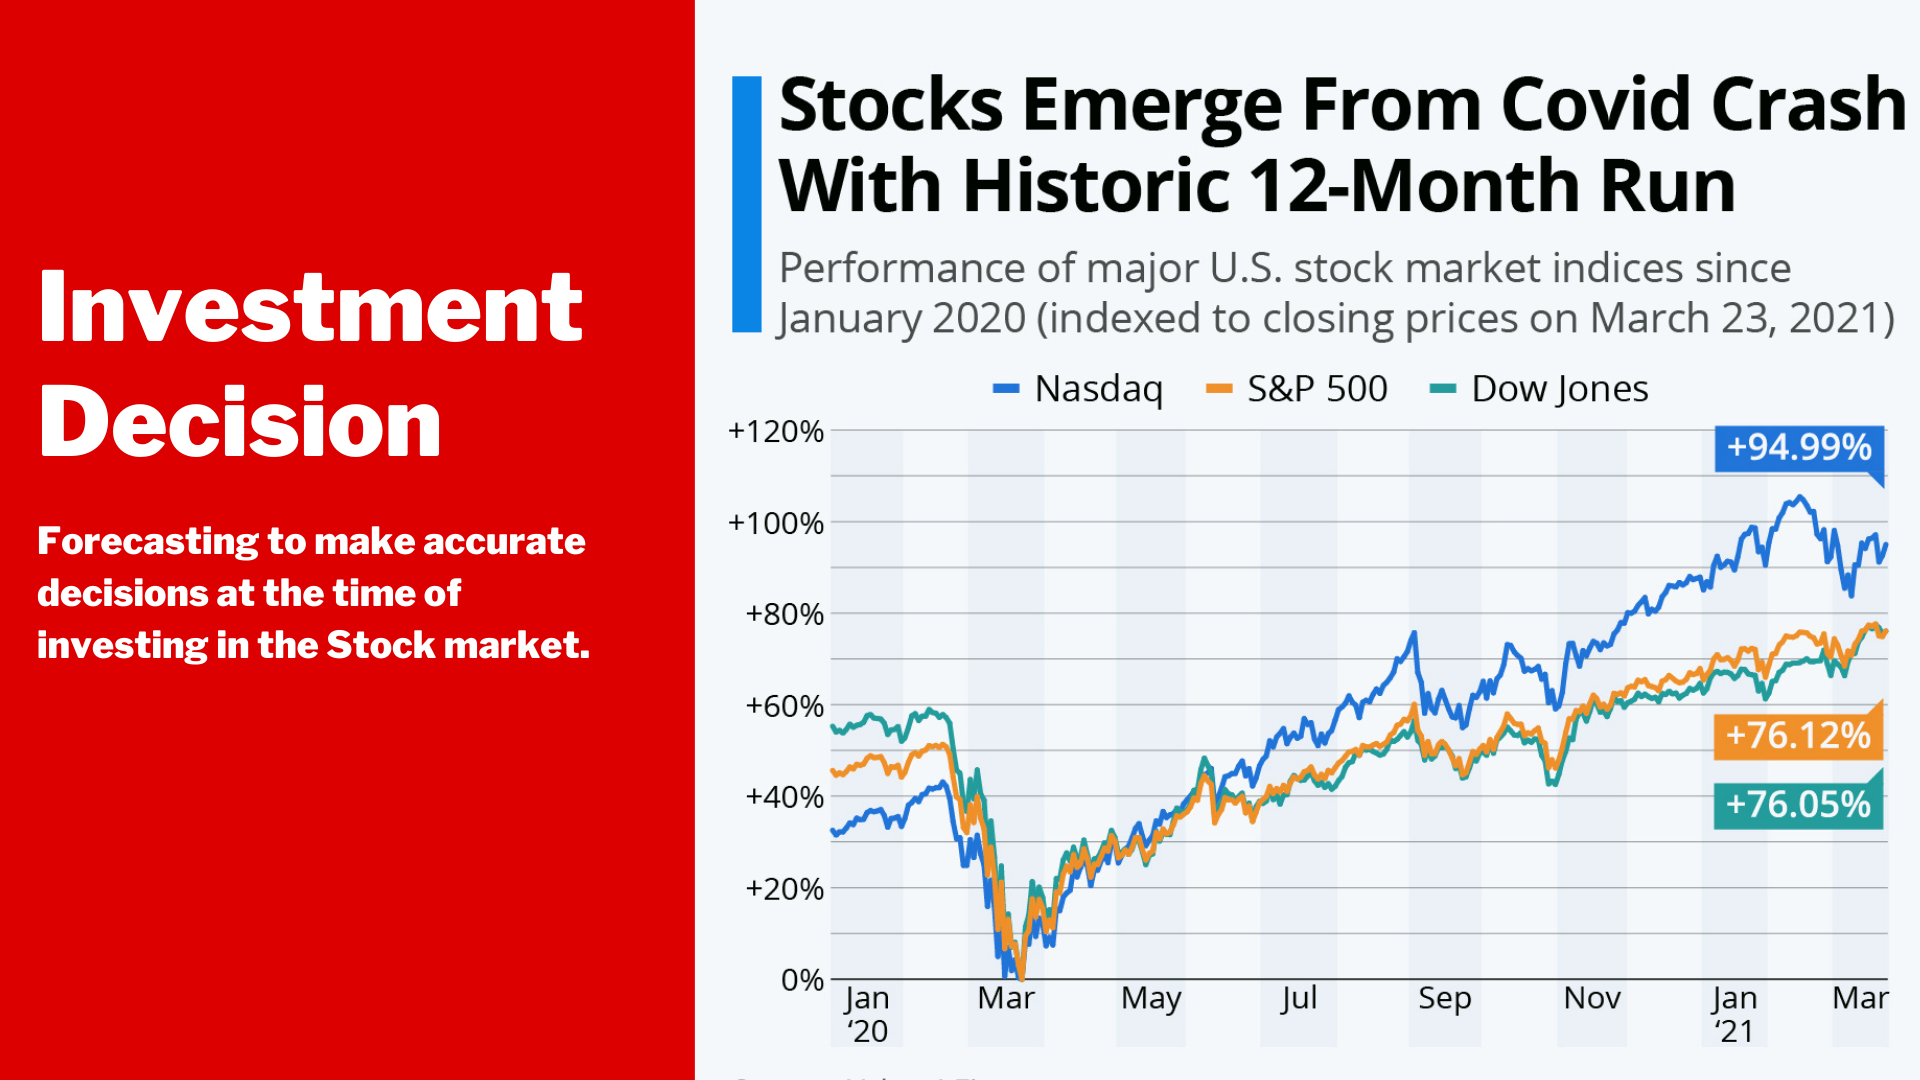 Investment
Decision
Forecasting to make accurate
decisions at the time of
investing in the Stock market.
Stocks Emerge From Covid Crash
With Historic 12-Month Run
Performance of major U.S. stock market indices since
January 2020 (indexed to closing prices on March 23, 2021)
Nasdaq S&P 500 Dow Jones
+120%
+100%
+80%
+60%
+40%
+20%
0%
+94.99%
+76.12%
+76.05%
Jan Mar May Jul Sep Nov Jan Mar
‘20 ‘21